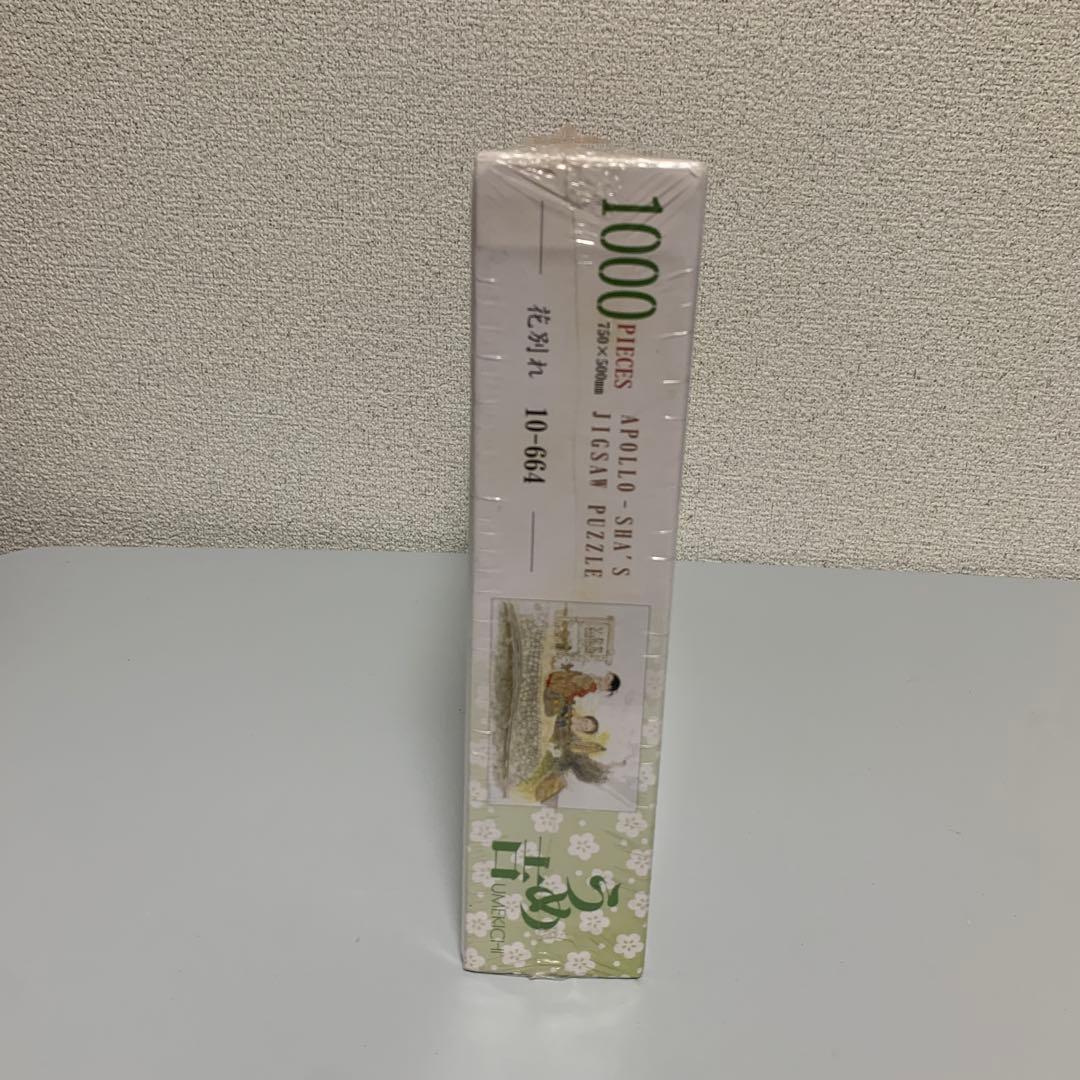 1000 PIECES
750×500mm
APOLLO-SHA'S
JIGSAW PUZZLE
花別れ 10-664
うめ吉
UMEKICHI